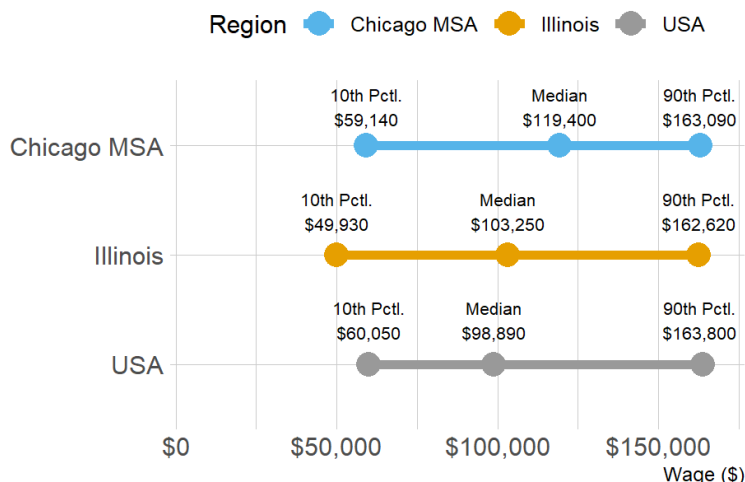 Region Chicago MSA Illinois USA
10th Pctl. Median 90th Pctl.
$59,140 $119,400 $163,090
Chicago MSA
10th Pctl. Median 90th Pctl.
$49,930 $103,250 $162,620
Illinois
10th Pctl. Median 90th Pctl.
$60,050 $98,890 $163,800
USA
$0 $50,000 $100,000 $150,000
Wage ($)